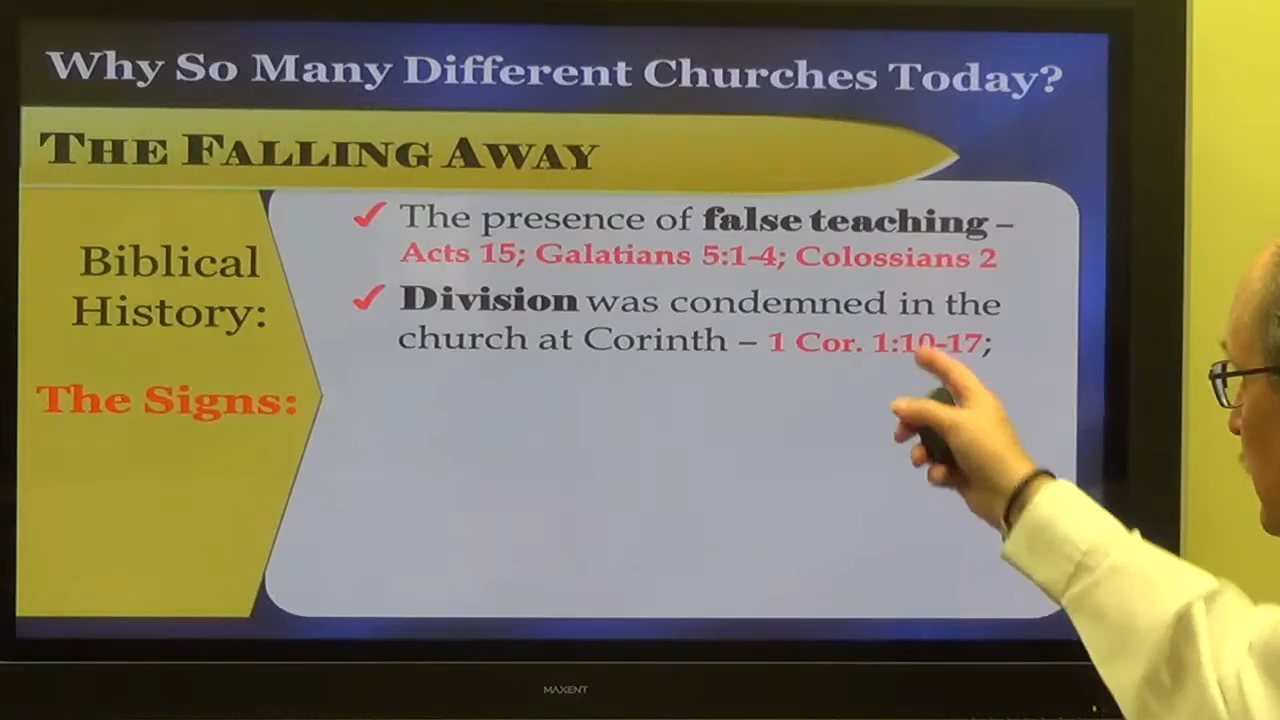 Why So Many Different Churches Today?
THE FALLING AWAY
Biblical
History:
The Signs:
✓ The presence of false teaching –
Acts 15; Galatians 5:1-4; Colossians 2
✓ Division was condemned in the
church at Corinth – 1 Cor. 1:10-17;
MAXENT